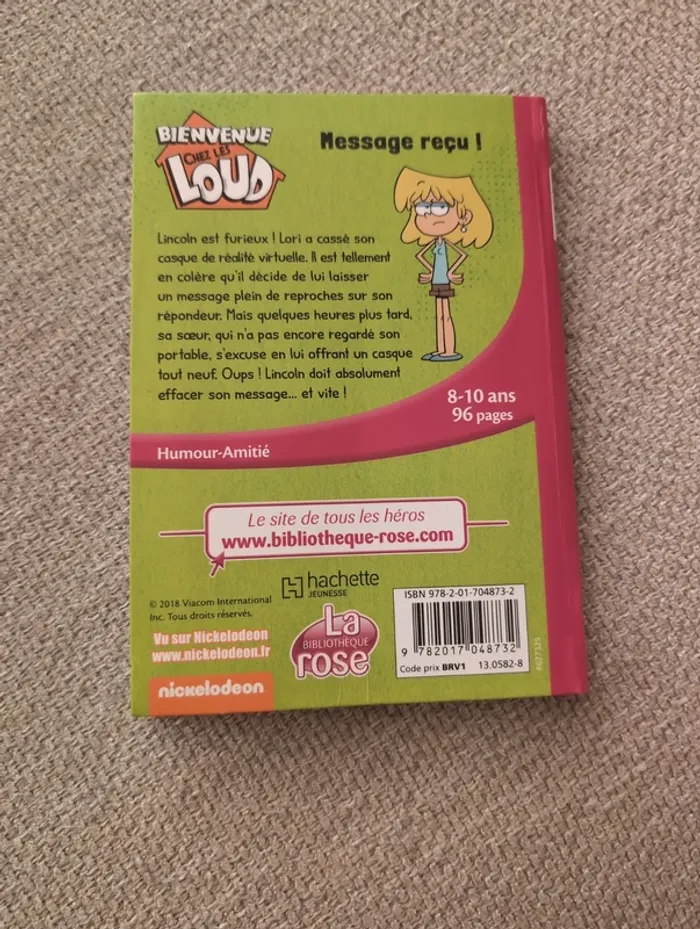 BIENVENUE
CHEZ LES
LOUD
Message reçu !
Lincoln est furieux ! Lori a cassé son
casque de réalité virtuelle. Il est tellement
en colère qu'il décide de lui laisser
un message plein de reproches sur son
répondeur. Mais quelques heures plus tard,
sa sœur, qui n'a pas encore regardé son
portable, s'excuse en lui offrant un casque
tout neuf. Oups ! Lincoln doit absolument
effacer son message... et vite !
8-10 ans
96 pages
Humour-Amitié
Le site de tous les héros
www.bibliotheque-rose.com
hachette
JEUNESSE
© 2018 Viacom International
Inc. Tous droits réservés.
Vu sur Nickelodeon
www.nickelodeon.fr
nickelodeon
La
BIBLIOTHÈQUE
rose
ISBN 978-2-01-704873-2
9 782017 048732
Code prix BRV1 13.0582-8